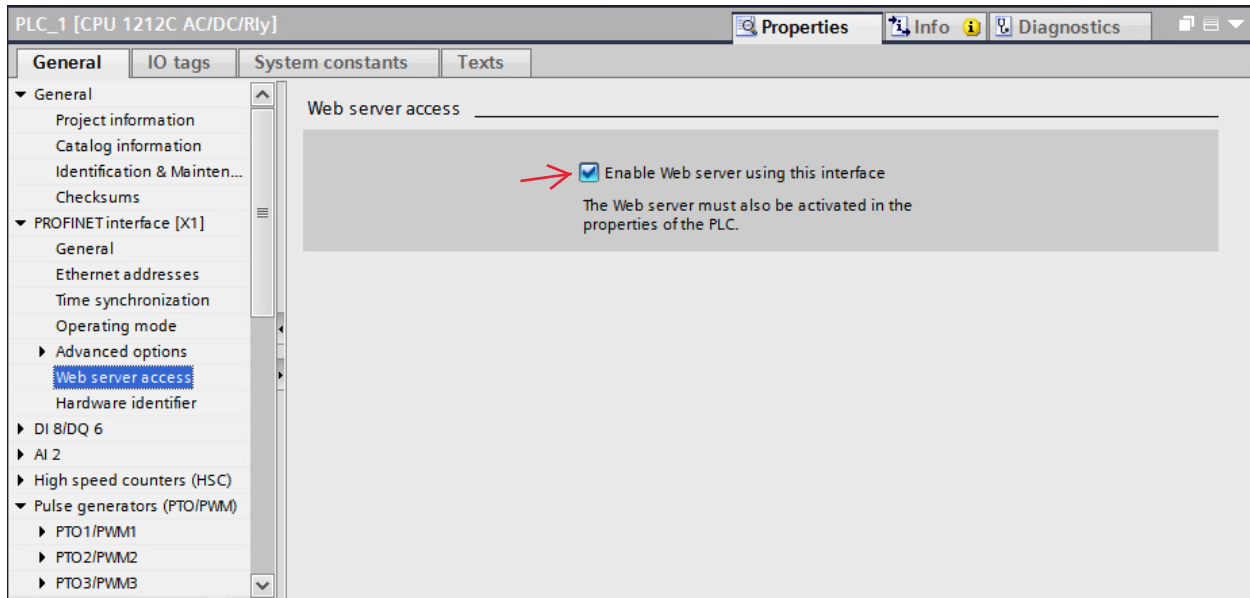 PLC_1 [CPU 1212C AC/DC/Rly]
Properties
Info
Diagnostics
General
IO tags
System constants
Texts
General
Project information
Catalog information
Identification & Mainten...
Checksums
PROFINET interface [X1]
General
Ethernet addresses
Time synchronization
Operating mode
Advanced options
Web server access
Hardware identifier
DI 8/DQ 6
AI 2
High speed counters (HSC)
Pulse generators (PTO/PWM)
PTO1/PWM1
PTO2/PWM2
PTO3/PWM3
Web server access
Enable Web server using this interface
The Web server must also be activated in the
properties of the PLC.